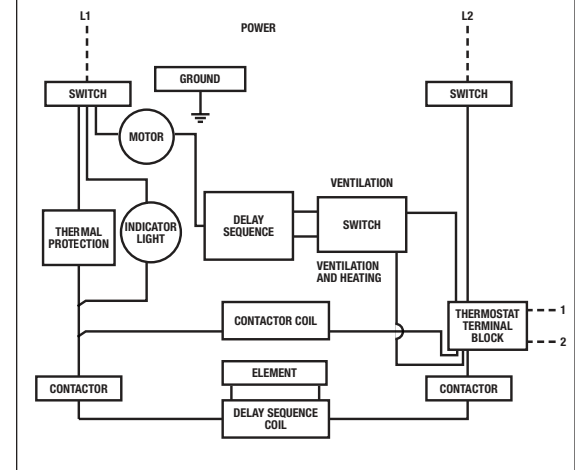 L1
POWER
L2
GROUND
SWITCH
SWITCH
MOTOR
VENTILATION
THERMAL
PROTECTION
INDICATOR
LIGHT
DELAY
SEQUENCE
SWITCH
VENTILATION
AND HEATING
CONTACTOR COIL
THERMOSTAT
TERMINAL
BLOCK
1
2
ELEMENT
CONTACTOR
CONTACTOR
DELAY SEQUENCE
COIL